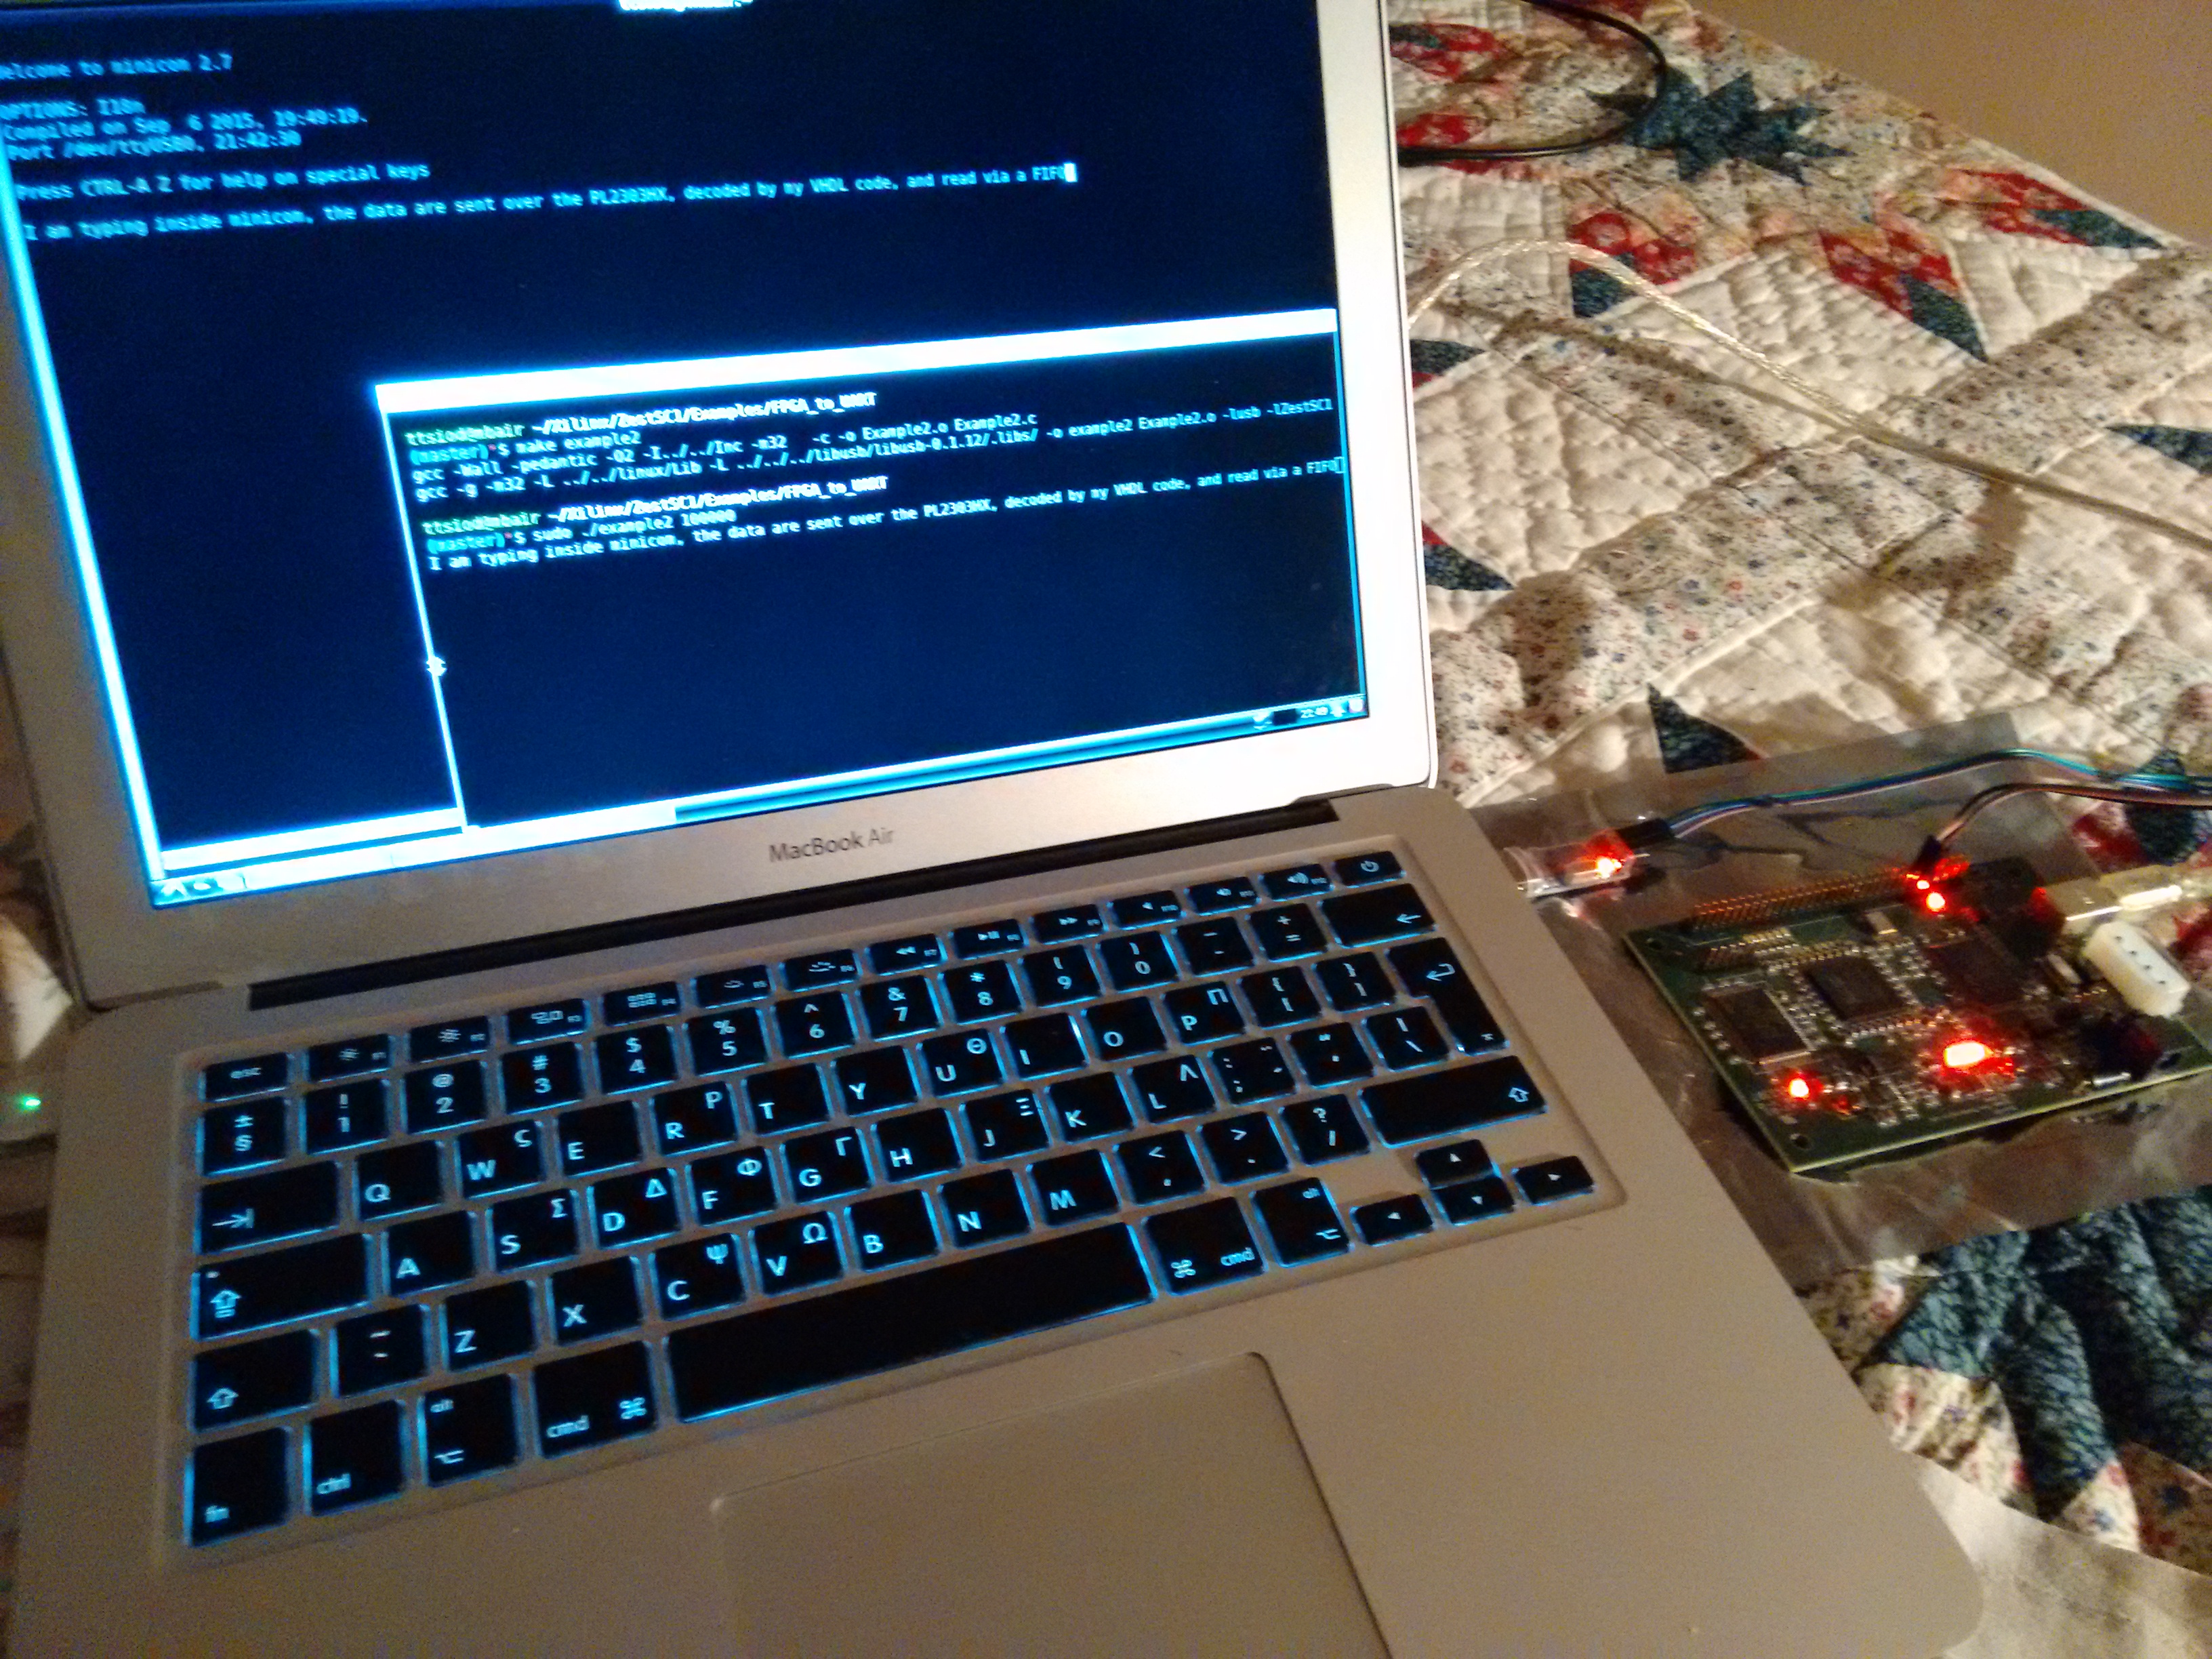 Welcome to minicom 2.7
OPTIONS: I18n
Compiled on Sep  6 2015, 19:49:19.
Port /dev/ttyUSB0, 21:42:30
Press CTRL-A Z for help on special keys
I am typing inside minicom, the data are sent over the PL2303HX, decoded by my VHDL code, and read via a FIFO
ttsiod@mbair ~/Xilinx/ZestSC1/Examples/FPGA_to_UART
(master)*$ make example2
gcc -Wall -pedantic -O2 -I../../Inc -m32   -c -o Example2.o Example2.c
gcc -g -m32 -L ../../linux/Lib -L ../../../libusb/libusb-0.1.12/.libs/ -o example2 Example2.o -lusb -lZestSC1
ttsiod@mbair ~/Xilinx/ZestSC1/Examples/FPGA_to_UART
(master)*$ sudo ./example2 100000
I am typing inside minicom, the data are sent over the PL2303HX, decoded by my VHDL code, and read via a FIFO
MacBook Air
esc
± § ! 1 @ 2 # 3 $ 4 % 5 ^ 6 & 7 * 8 ( 9 ) 0 _ - + =
Q W ς E R Ρ T Y U Θ I O P Π { [ } ]
A S Σ D Δ F Φ G Γ H J Ξ K L Λ : ; " ' | \
~ Z X C Ψ V Ω B N M < , > . ? /
fn ctrl alt ⌥ cmd ⌘ ⌘ cmd alt ⌥